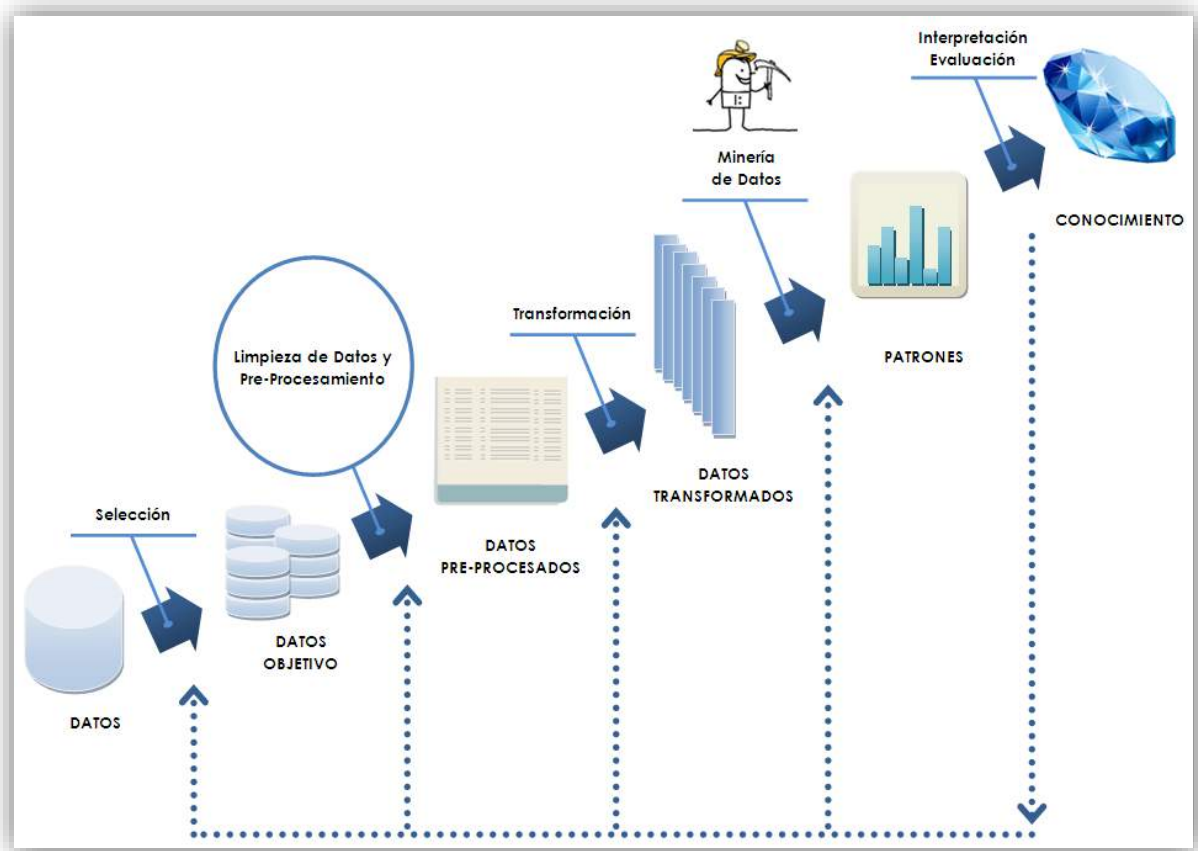 Interpretación
Evaluación
Minería
de Datos
CONOCIMIENTO
Transformación
Limpieza de Datos y
Pre-Procesamiento
PATRONES
DATOS
TRANSFORMADOS
Selección
DATOS
PRE-PROCESADOS
DATOS
OBJETIVO
DATOS